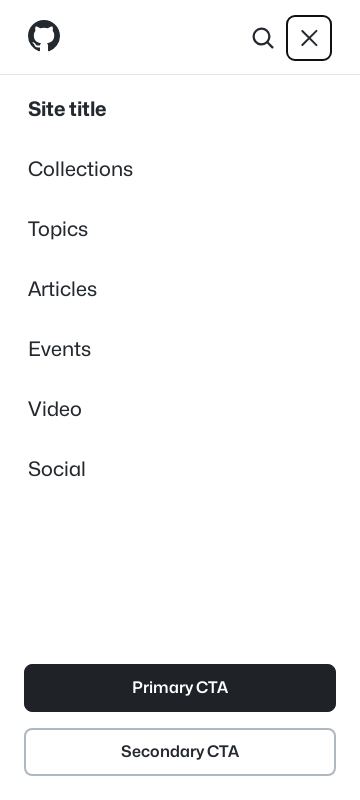 Site title
Collections
Topics
Articles
Events
Video
Social
Primary CTA
Secondary CTA